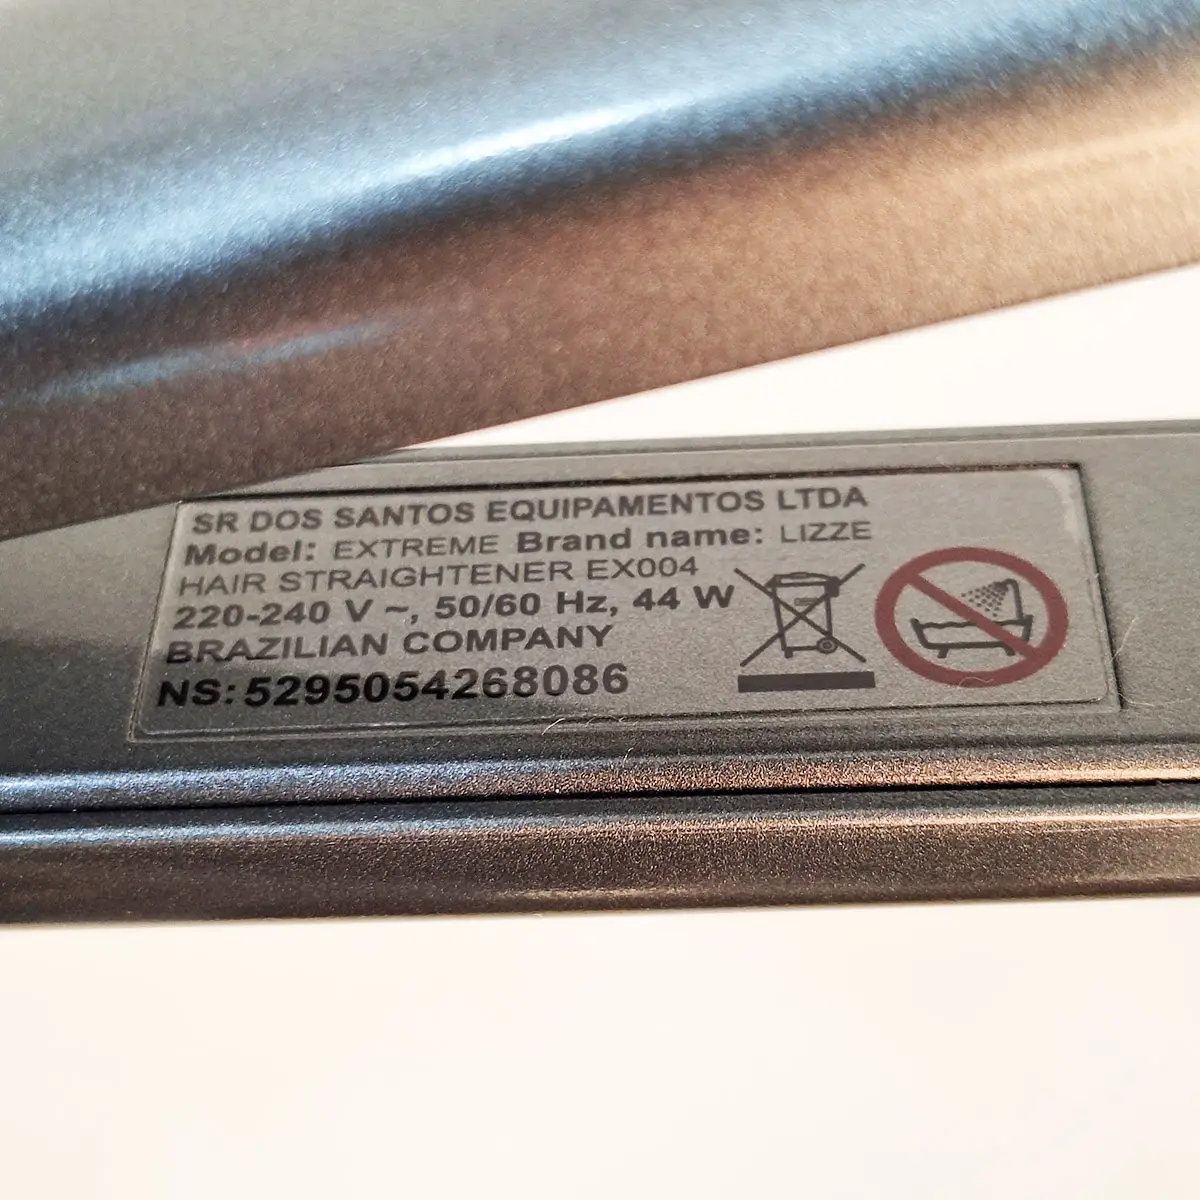 SR DOS SANTOS EQUIPAMENTOS LTDA
Model: EXTREME Brand name: LIZZE
HAIR STRAIGHTENER EX004
220-240 V ~, 50/60 Hz, 44 W
BRAZILIAN COMPANY
NS: 5295054268086